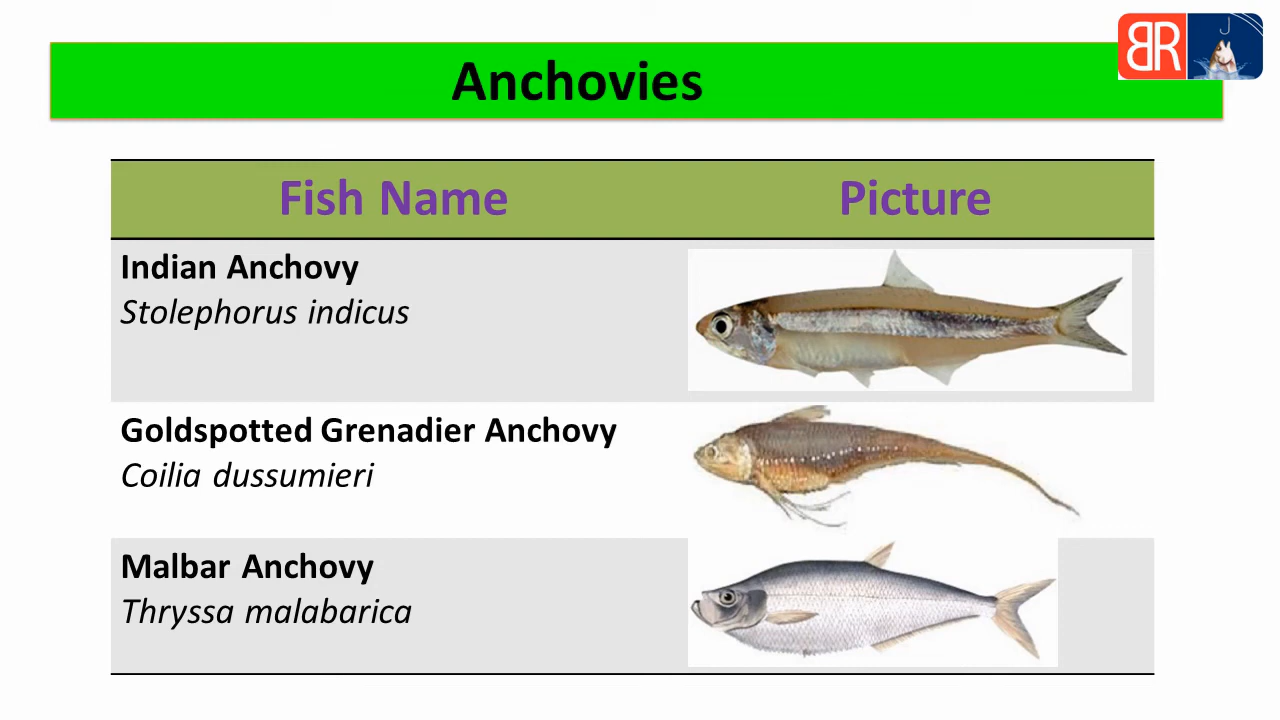 BR
Anchovies
Fish Name Picture
Indian Anchovy
Stolephorus indicus
Goldspotted Grenadier Anchovy
Coilia dussumieri
Malbar Anchovy
Thryssa malabarica